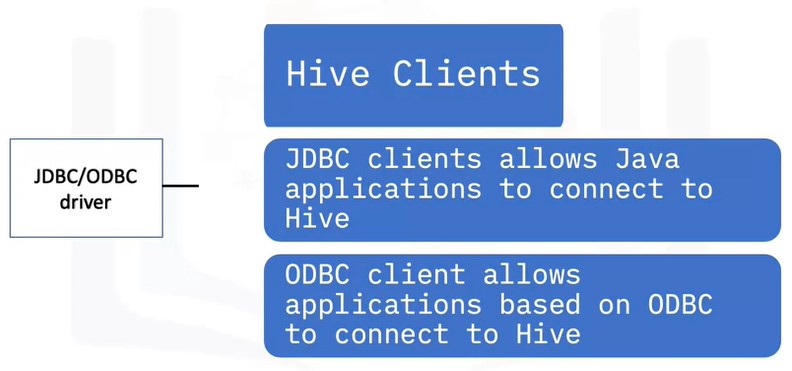 Hive Clients
JDBC/ODBC
driver
JDBC clients allows Java
applications to connect to
Hive
ODBC client allows
applications based on ODBC
to connect to Hive